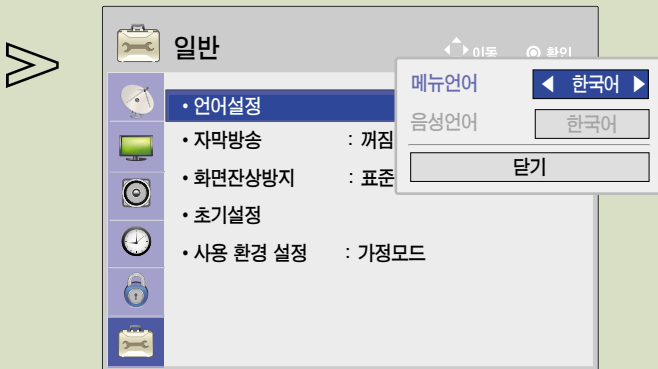 일반
이동 확인
메뉴언어 ◀ 한국어 ▶
음성언어 한국어
닫기
• 언어설정
• 자막방송 : 꺼짐
• 화면잔상방지 : 표준
• 초기설정
• 사용 환경 설정 : 가정모드